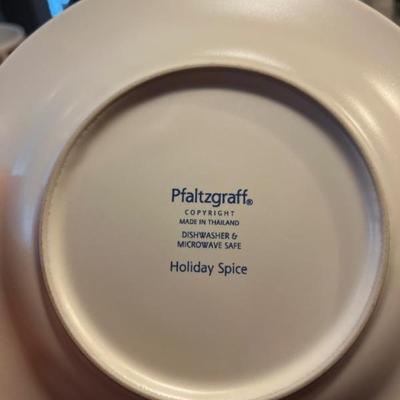 Pfaltzgraff®
COPYRIGHT
MADE IN THAILAND
DISHWASHER &
MICROWAVE SAFE
Holiday Spice